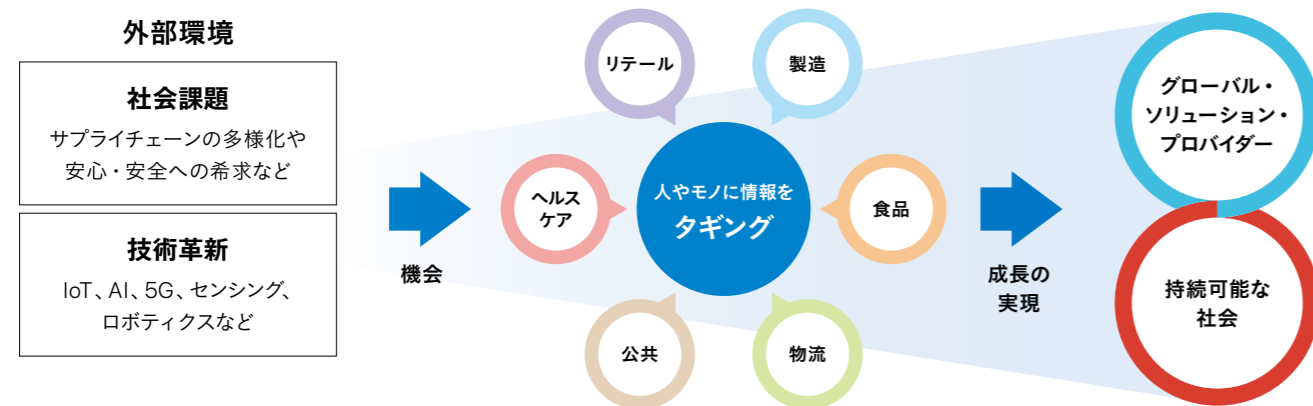 外部環境
社会課題
サプライチェーンの多様化や
安心・安全への希求など
技術革新
IoT、AI、5G、センシング、
ロボティクスなど
機会
リテール
製造
ヘルス
ケア
人やモノに情報を
タギング
食品
公共
物流
成長の
実現
グローバル・
ソリューション・
プロバイダー
持続可能な
社会